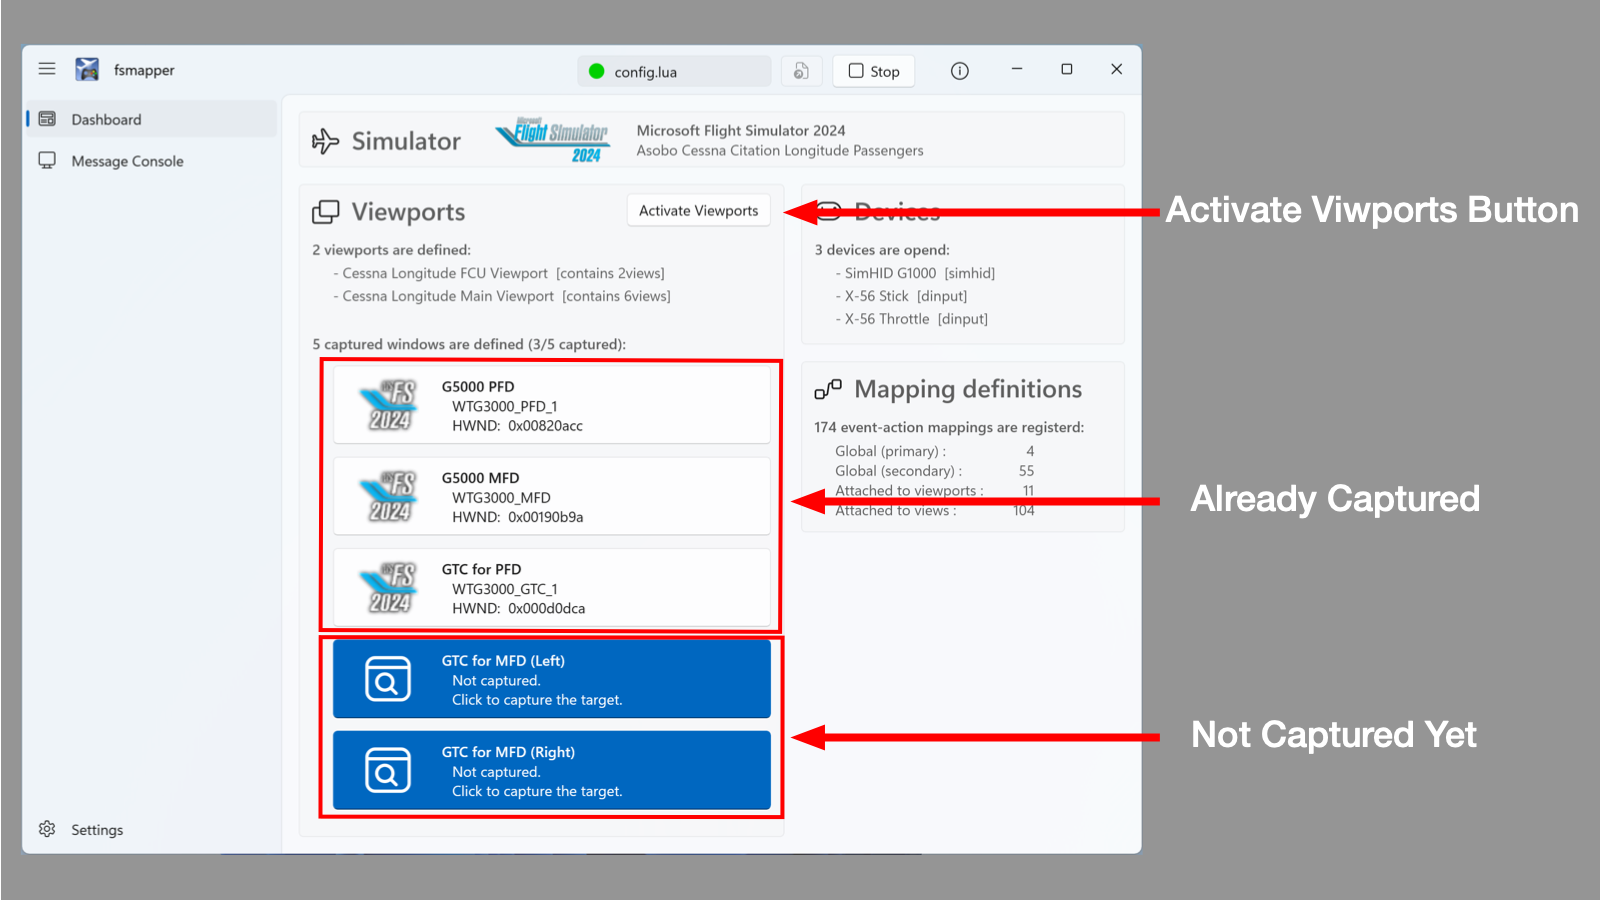 fsmapper
config.lua
Stop
Dashboard
Message Console
Settings
Simulator
Microsoft
Flight Simulator
2024
Microsoft Flight Simulator 2024
Asobo Cessna Citation Longitude Passengers
Viewports
Activate Viewports
2 viewports are defined:
- Cessna Longitude FCU Viewport [contains 2views]
- Cessna Longitude Main Viewport [contains 6views]
5 captured windows are defined (3/5 captured):
FS
2024
G5000 PFD
WTG3000_PFD_1
HWND: 0x00820acc
FS
2024
G5000 MFD
WTG3000_MFD
HWND: 0x00190b9a
FS
2024
GTC for PFD
WTG3000_GTC_1
HWND: 0x000d0dca
GTC for MFD (Left)
Not captured.
Click to capture the target.
GTC for MFD (Right)
Not captured.
Click to capture the target.
Devices
3 devices are opend:
- SimHID G1000 [simhid]
- X-56 Stick [dinput]
- X-56 Throttle [dinput]
Mapping definitions
174 event-action mappings are registerd:
Global (primary) : 4
Global (secondary) : 55
Attached to viewports : 11
Attached to views : 104
Activate Viwports Button
Already Captured
Not Captured Yet